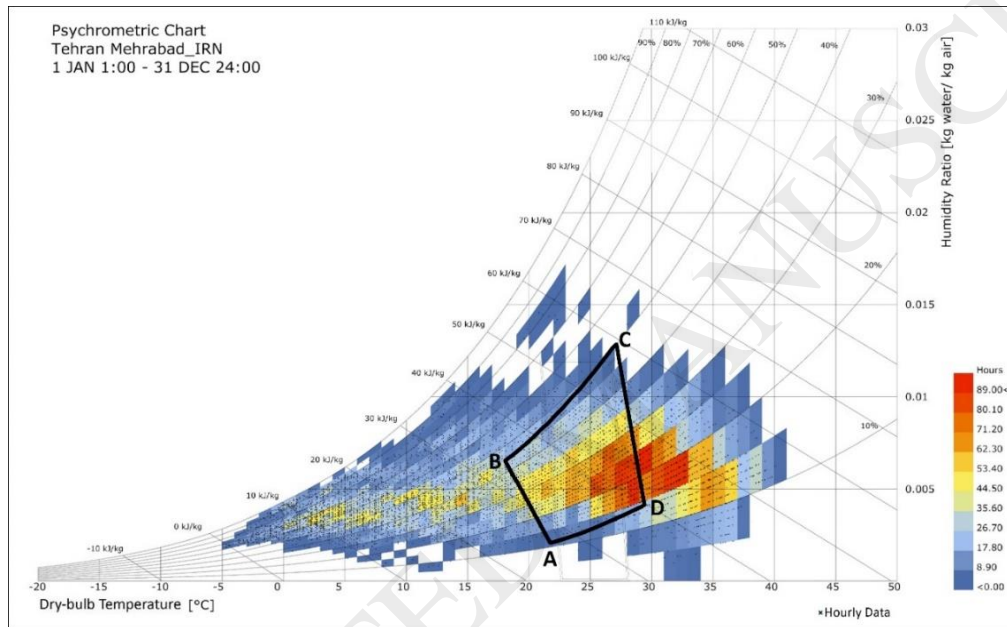 Psychrometric Chart
Tehran Mehrabad_IRN
1 JAN 1:00 - 31 DEC 24:00
110 kJ/kg
100 kJ/kg
90 kJ/kg
80 kJ/kg
70 kJ/kg
60 kJ/kg
50 kJ/kg
40 kJ/kg
30 kJ/kg
20 kJ/kg
10 kJ/kg
0 kJ/kg
-10 kJ/kg
90% 80% 70% 60% 50% 40%
30%
20%
10%
0.03
0.025
0.02
0.015
0.01
0.005
Humidity Ratio [kg water/ kg air]
C
B
D
A
Hours
89.00<
80.10
71.20
62.30
53.40
44.50
35.60
26.70
17.80
8.90
<0.00
-20 -15 -10 -5 0 5 10 15 20 25 30 35 40 45 50
Dry-bulb Temperature [°C]
×Hourly Data